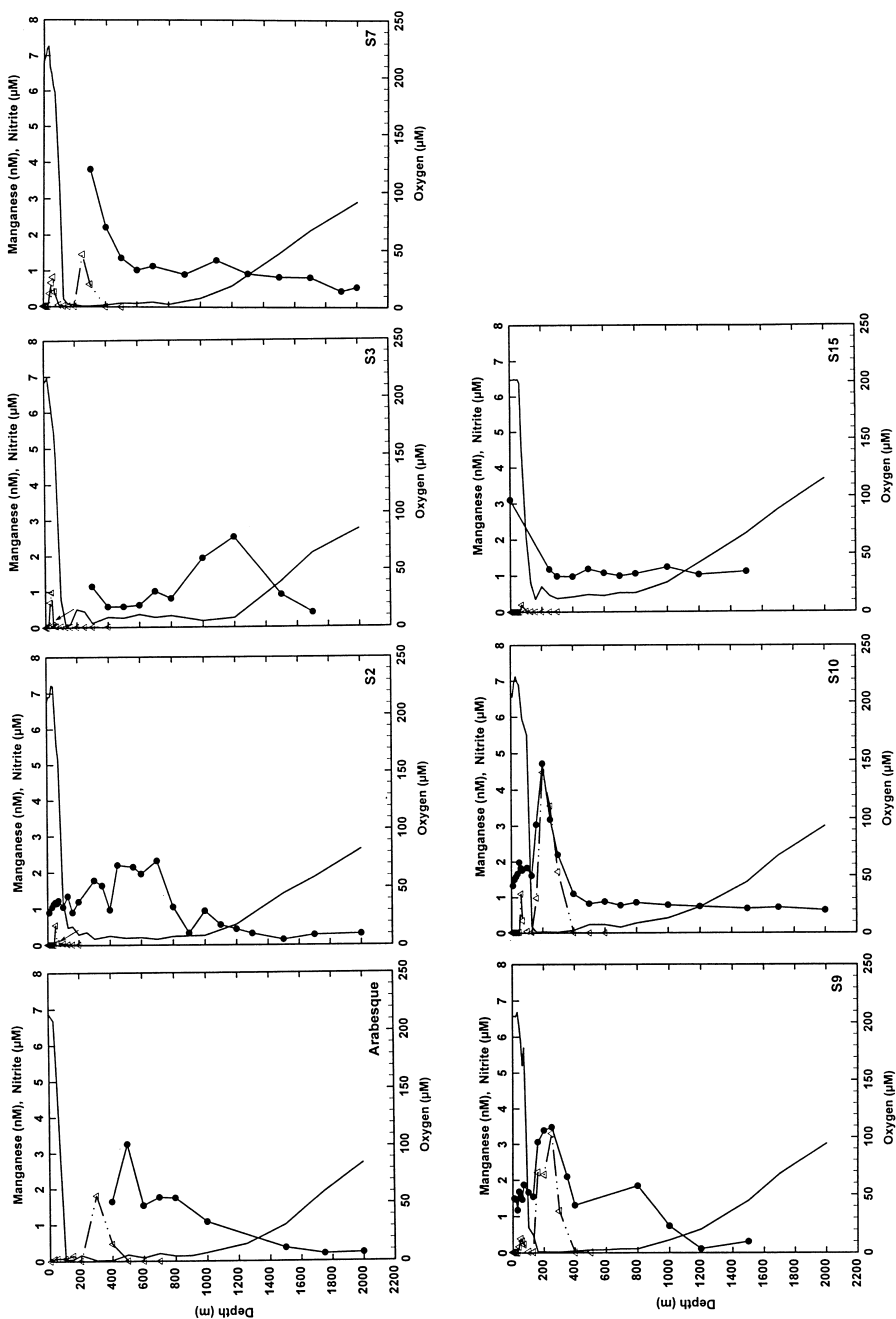 Manganese (nM), Nitrite (µM)
0 1 2 3 4 5 6 7 8
Arabesque
0 50 100 150 200 250
Oxygen (µM)
Depth (m)
0
200
400
600
800
1000
1200
1400
1600
1800
2000
2200
Manganese (nM), Nitrite (µM)
0 1 2 3 4 5 6 7 8
S2
0 50 100 150 200 250
Oxygen (µM)
Manganese (nM), Nitrite (µM)
0 1 2 3 4 5 6 7 8
S3
0 50 100 150 200 250
Oxygen (µM)
Manganese (nM), Nitrite (µM)
0 1 2 3 4 5 6 7 8
S7
0 50 100 150 200 250
Oxygen (µM)
Manganese (nM), Nitrite (µM)
0 1 2 3 4 5 6 7 8
S9
0 50 100 150 200 250
Oxygen (µM)
Depth (m)
0
200
400
600
800
1000
1200
1400
1600
1800
2000
2200
Manganese (nM), Nitrite (µM)
0 1 2 3 4 5 6 7 8
S10
0 50 100 150 200 250
Oxygen (µM)
Manganese (nM), Nitrite (µM)
0 1 2 3 4 5 6 7 8
S15
0 50 100 150 200 250
Oxygen (µM)